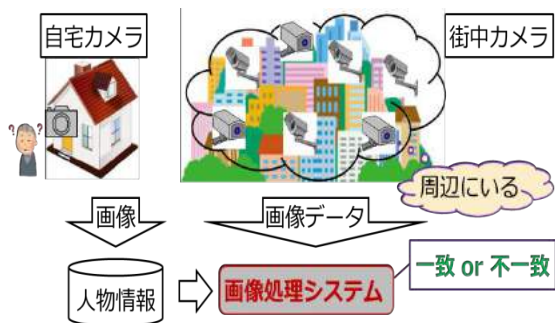 自宅カメラ
街中カメラ
??
周辺にいる
画像
画像データ
人物情報
画像処理システム
一致 or 不一致